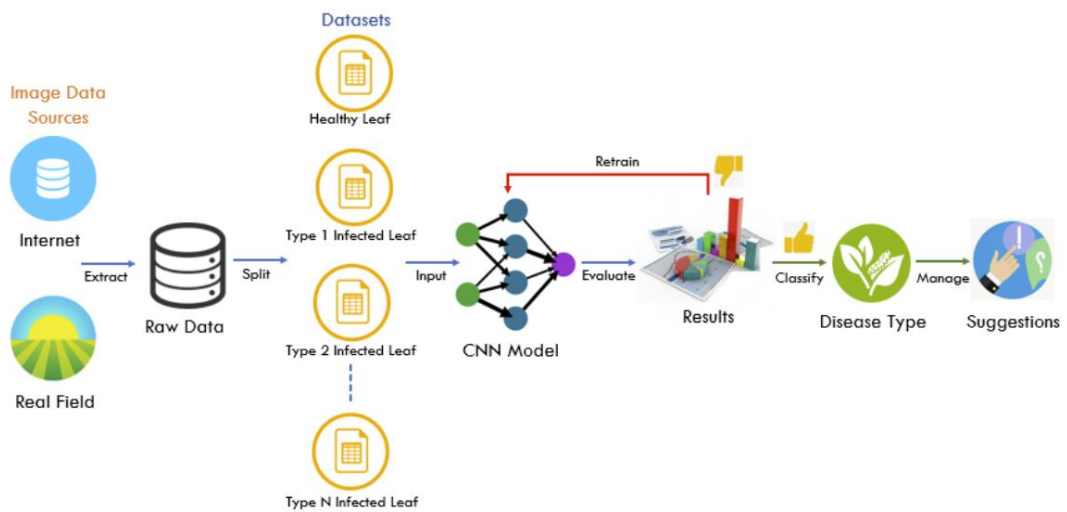 Datasets
Image Data
Sources
Healthy Leaf
Internet
Type 1 Infected Leaf
Retrain
Extract
Split
Input
Evaluate
Classify
Manage
Raw Data
Results
Disease Type
Suggestions
Type 2 Infected Leaf
CNN Model
Real Field
Type N Infected Leaf